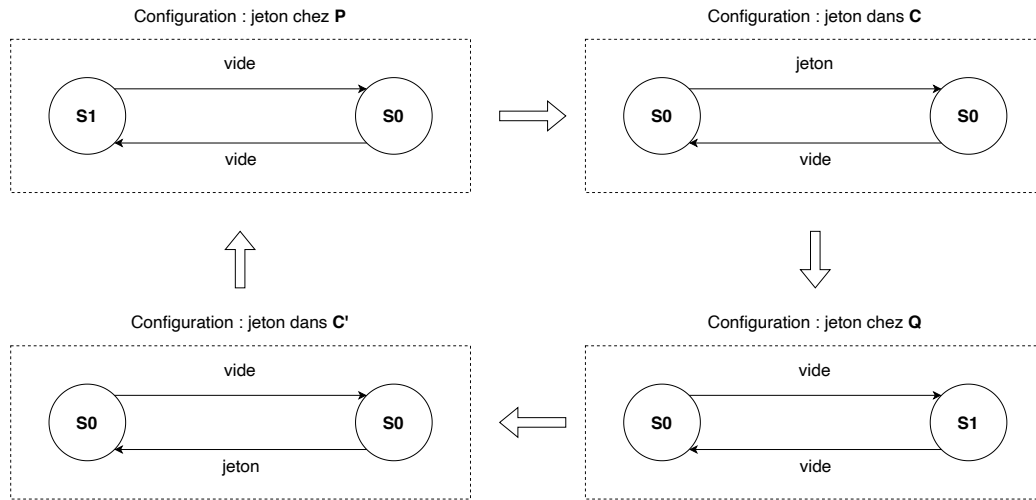 Configuration : jeton chez P
vide
S1
S0
vide
Configuration : jeton dans C
jeton
S0
S0
vide
Configuration : jeton dans C'
vide
S0
S0
jeton
Configuration : jeton chez Q
vide
S0
S1
vide